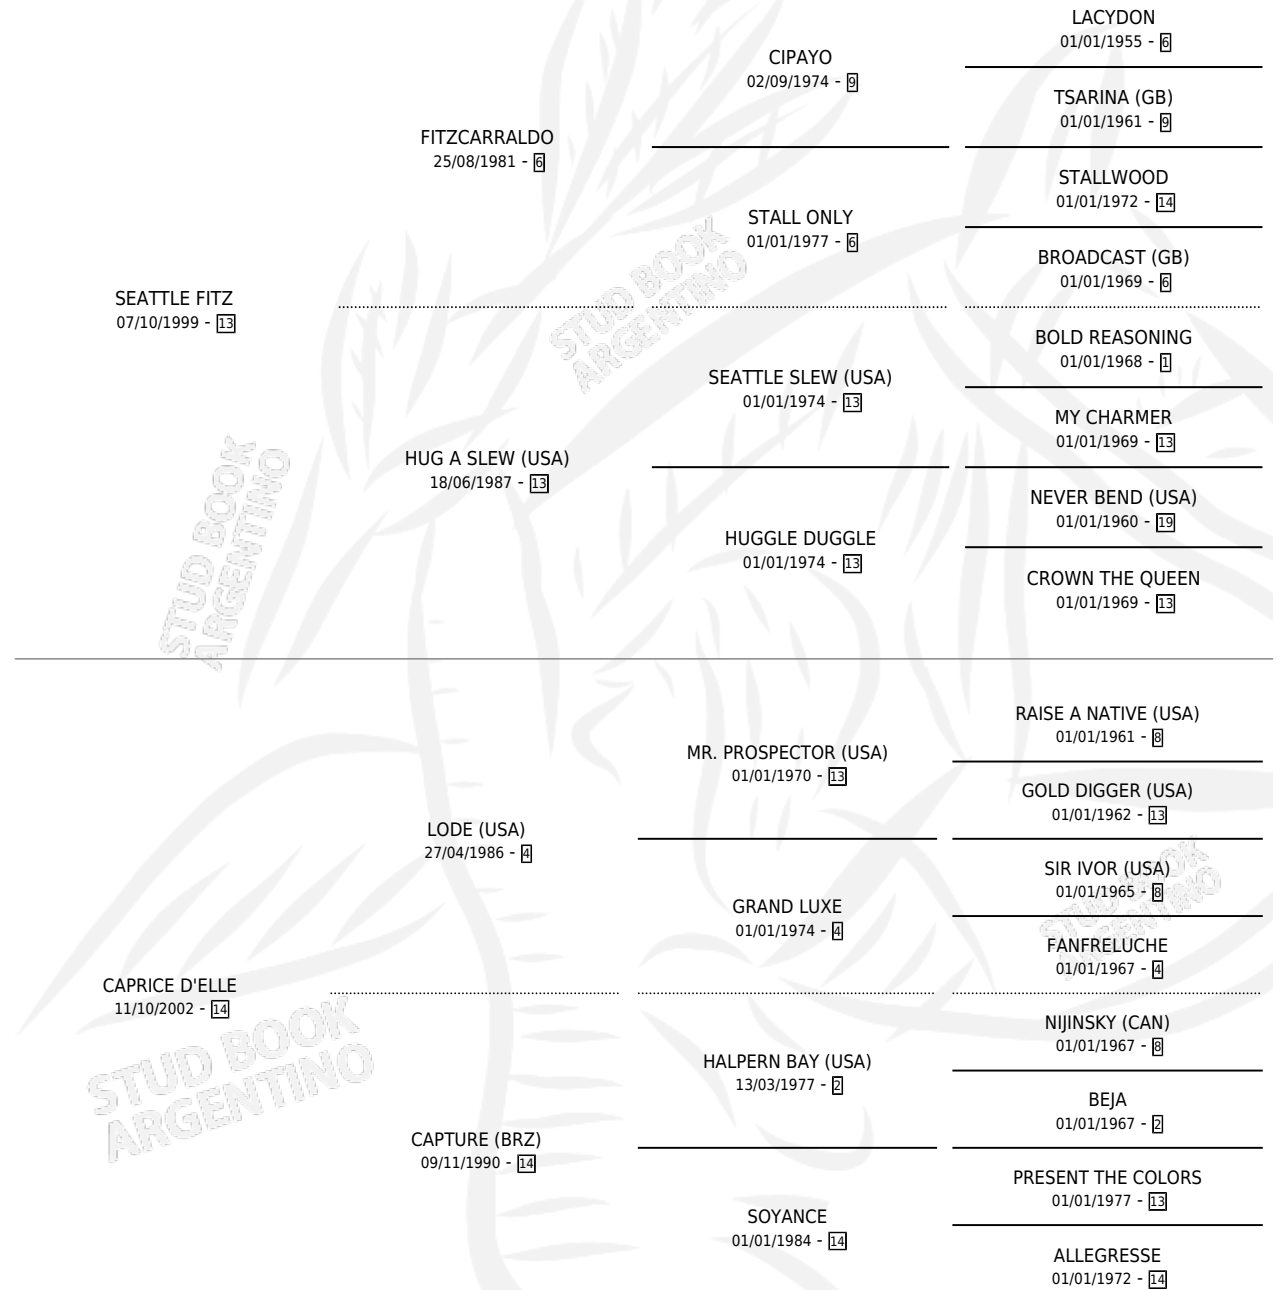 LACYDON
01/01/1955 - 6
CIPAYO
02/09/1974 - 9
TSARINA (GB)
01/01/1961 - 9
FITZCARRALDO
25/08/1981 - 6
STALLWOOD
01/01/1972 - 14
STALL ONLY
01/01/1977 - 6
BROADCAST (GB)
01/01/1969 - 6
SEATTLE FITZ
07/10/1999 - 13
BOLD REASONING
01/01/1968 - 1
SEATTLE SLEW (USA)
01/01/1974 - 13
MY CHARMER
01/01/1969 - 13
HUG A SLEW (USA)
18/06/1987 - 13
NEVER BEND (USA)
01/01/1960 - 19
HUGGLE DUGGLE
01/01/1974 - 13
CROWN THE QUEEN
01/01/1969 - 13
STUD BOOK
ARGENTINO
STUD BOOK
ARGENTINO
RAISE A NATIVE (USA)
01/01/1961 - 8
MR. PROSPECTOR (USA)
01/01/1970 - 13
GOLD DIGGER (USA)
01/01/1962 - 13
LODE (USA)
27/04/1986 - 4
SIR IVOR (USA)
01/01/1965 - 8
GRAND LUXE
01/01/1974 - 4
FANFRELUCHE
01/01/1967 - 4
STUD BOOK
ARGENTINO
CAPRICE D'ELLE
11/10/2002 - 14
NIJINSKY (CAN)
01/01/1967 - 8
HALPERN BAY (USA)
13/03/1977 - 2
BEJA
01/01/1967 - 2
STUD BOOK
ARGENTINO
CAPTURE (BRZ)
09/11/1990 - 14
PRESENT THE COLORS
01/01/1977 - 13
SOYANCE
01/01/1984 - 14
ALLEGRESSE
01/01/1972 - 14